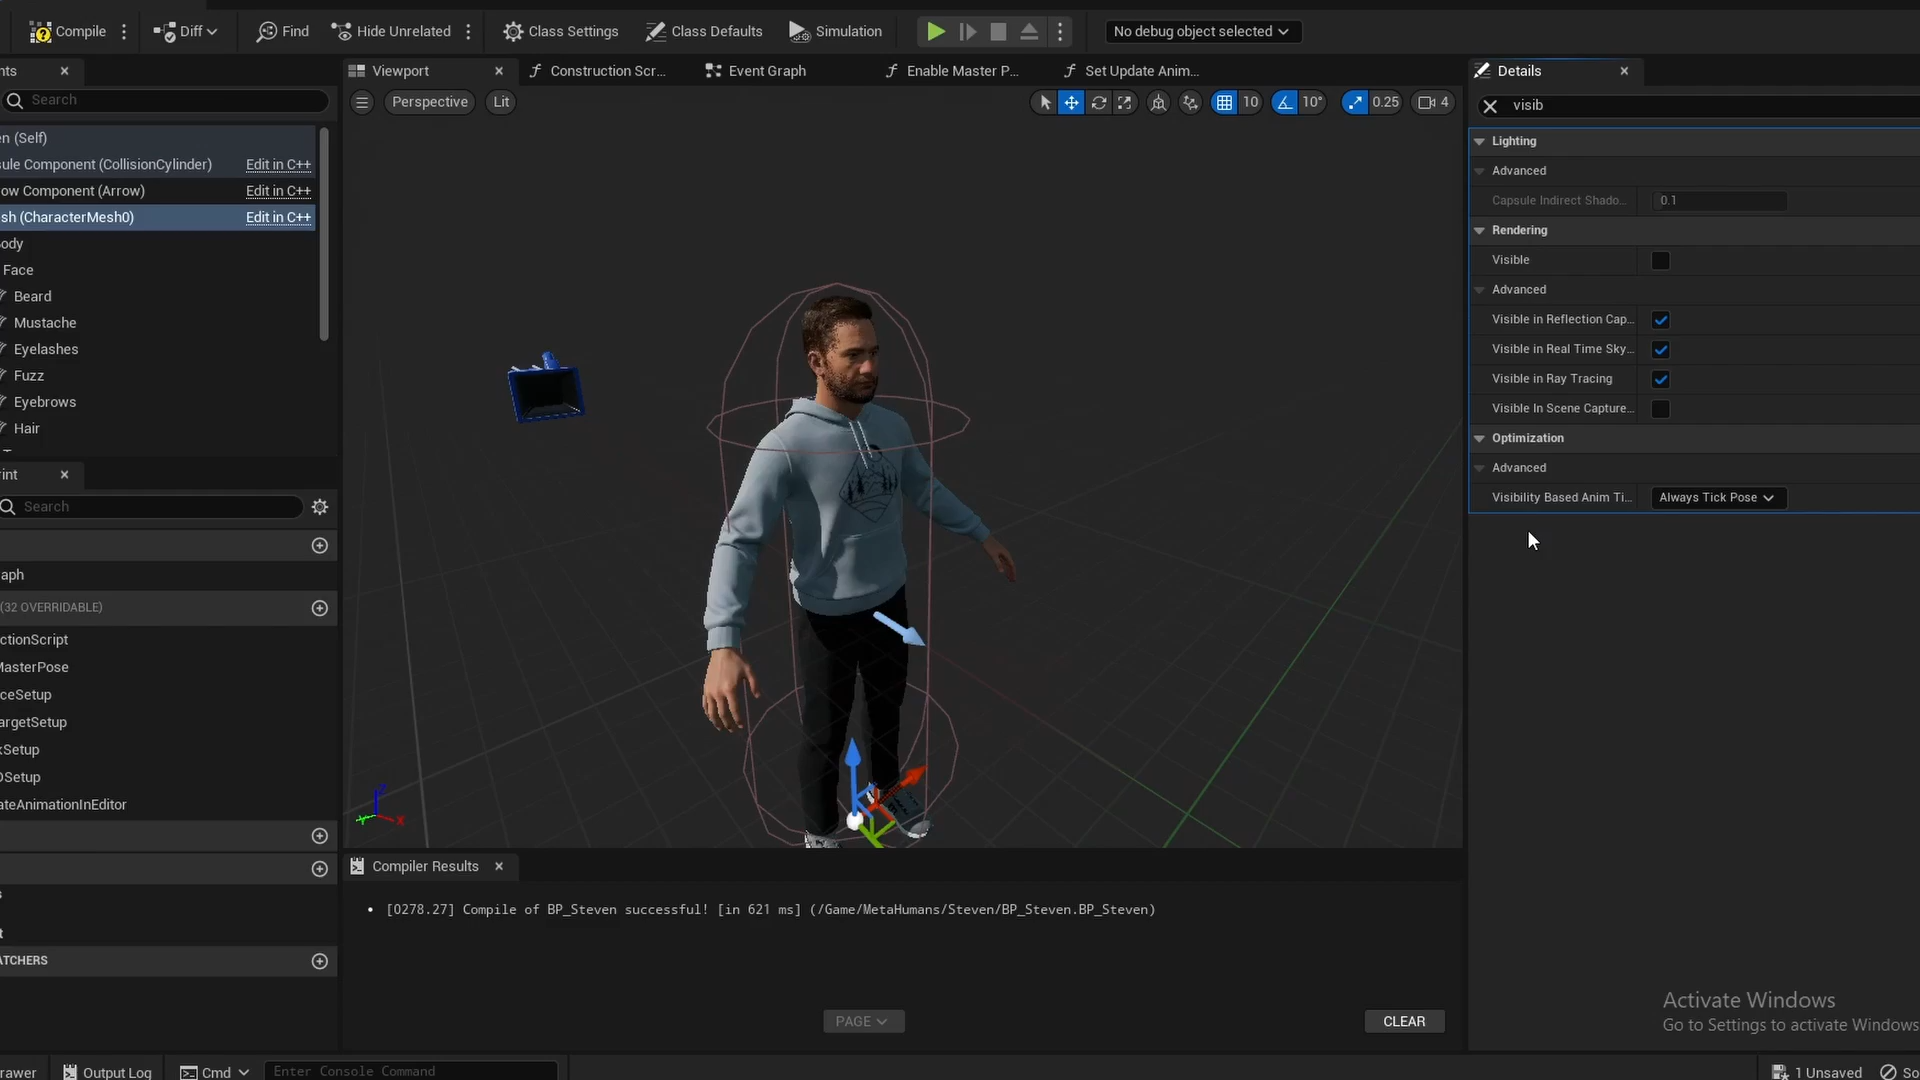 Compile
Diff
Find
Hide Unrelated
Class Settings
Class Defaults
Simulation
No debug object selected
nts
Viewport
Construction Scr...
Event Graph
Enable Master P...
Set Update Anim...
Details
Search
Perspective
Lit
10
10°
0.25
4
visib
en (Self)
sule Component (CollisionCylinder) Edit in C++
ow Component (Arrow) Edit in C++
sh (CharacterMesh0) Edit in C++
ody
Face
Beard
Mustache
Eyelashes
Fuzz
Eyebrows
Hair
Lighting
Advanced
Capsule Indirect Shado... 0.1
Rendering
Visible
Advanced
Visible in Reflection Cap...
Visible in Real Time Sky...
Visible in Ray Tracing
Visible In Scene Capture...
Optimization
Advanced
Visibility Based Anim Ti... Always Tick Pose
rint
Search
aph
(32 OVERRIDABLE)
ctionScript
MasterPose
ceSetup
argetSetup
xSetup
DSetup
ateAnimationInEditor
s
t
ATCHERS
Z
Y
X
Compiler Results
• [0278.27] Compile of BP_Steven successful! [in 621 ms] (/Game/MetaHumans/Steven/BP_Steven.BP_Steven)
PAGE
CLEAR
Activate Windows
Go to Settings to activate Windows
rawer
Output Log
Cmd
Enter Console Command
1 Unsaved
So